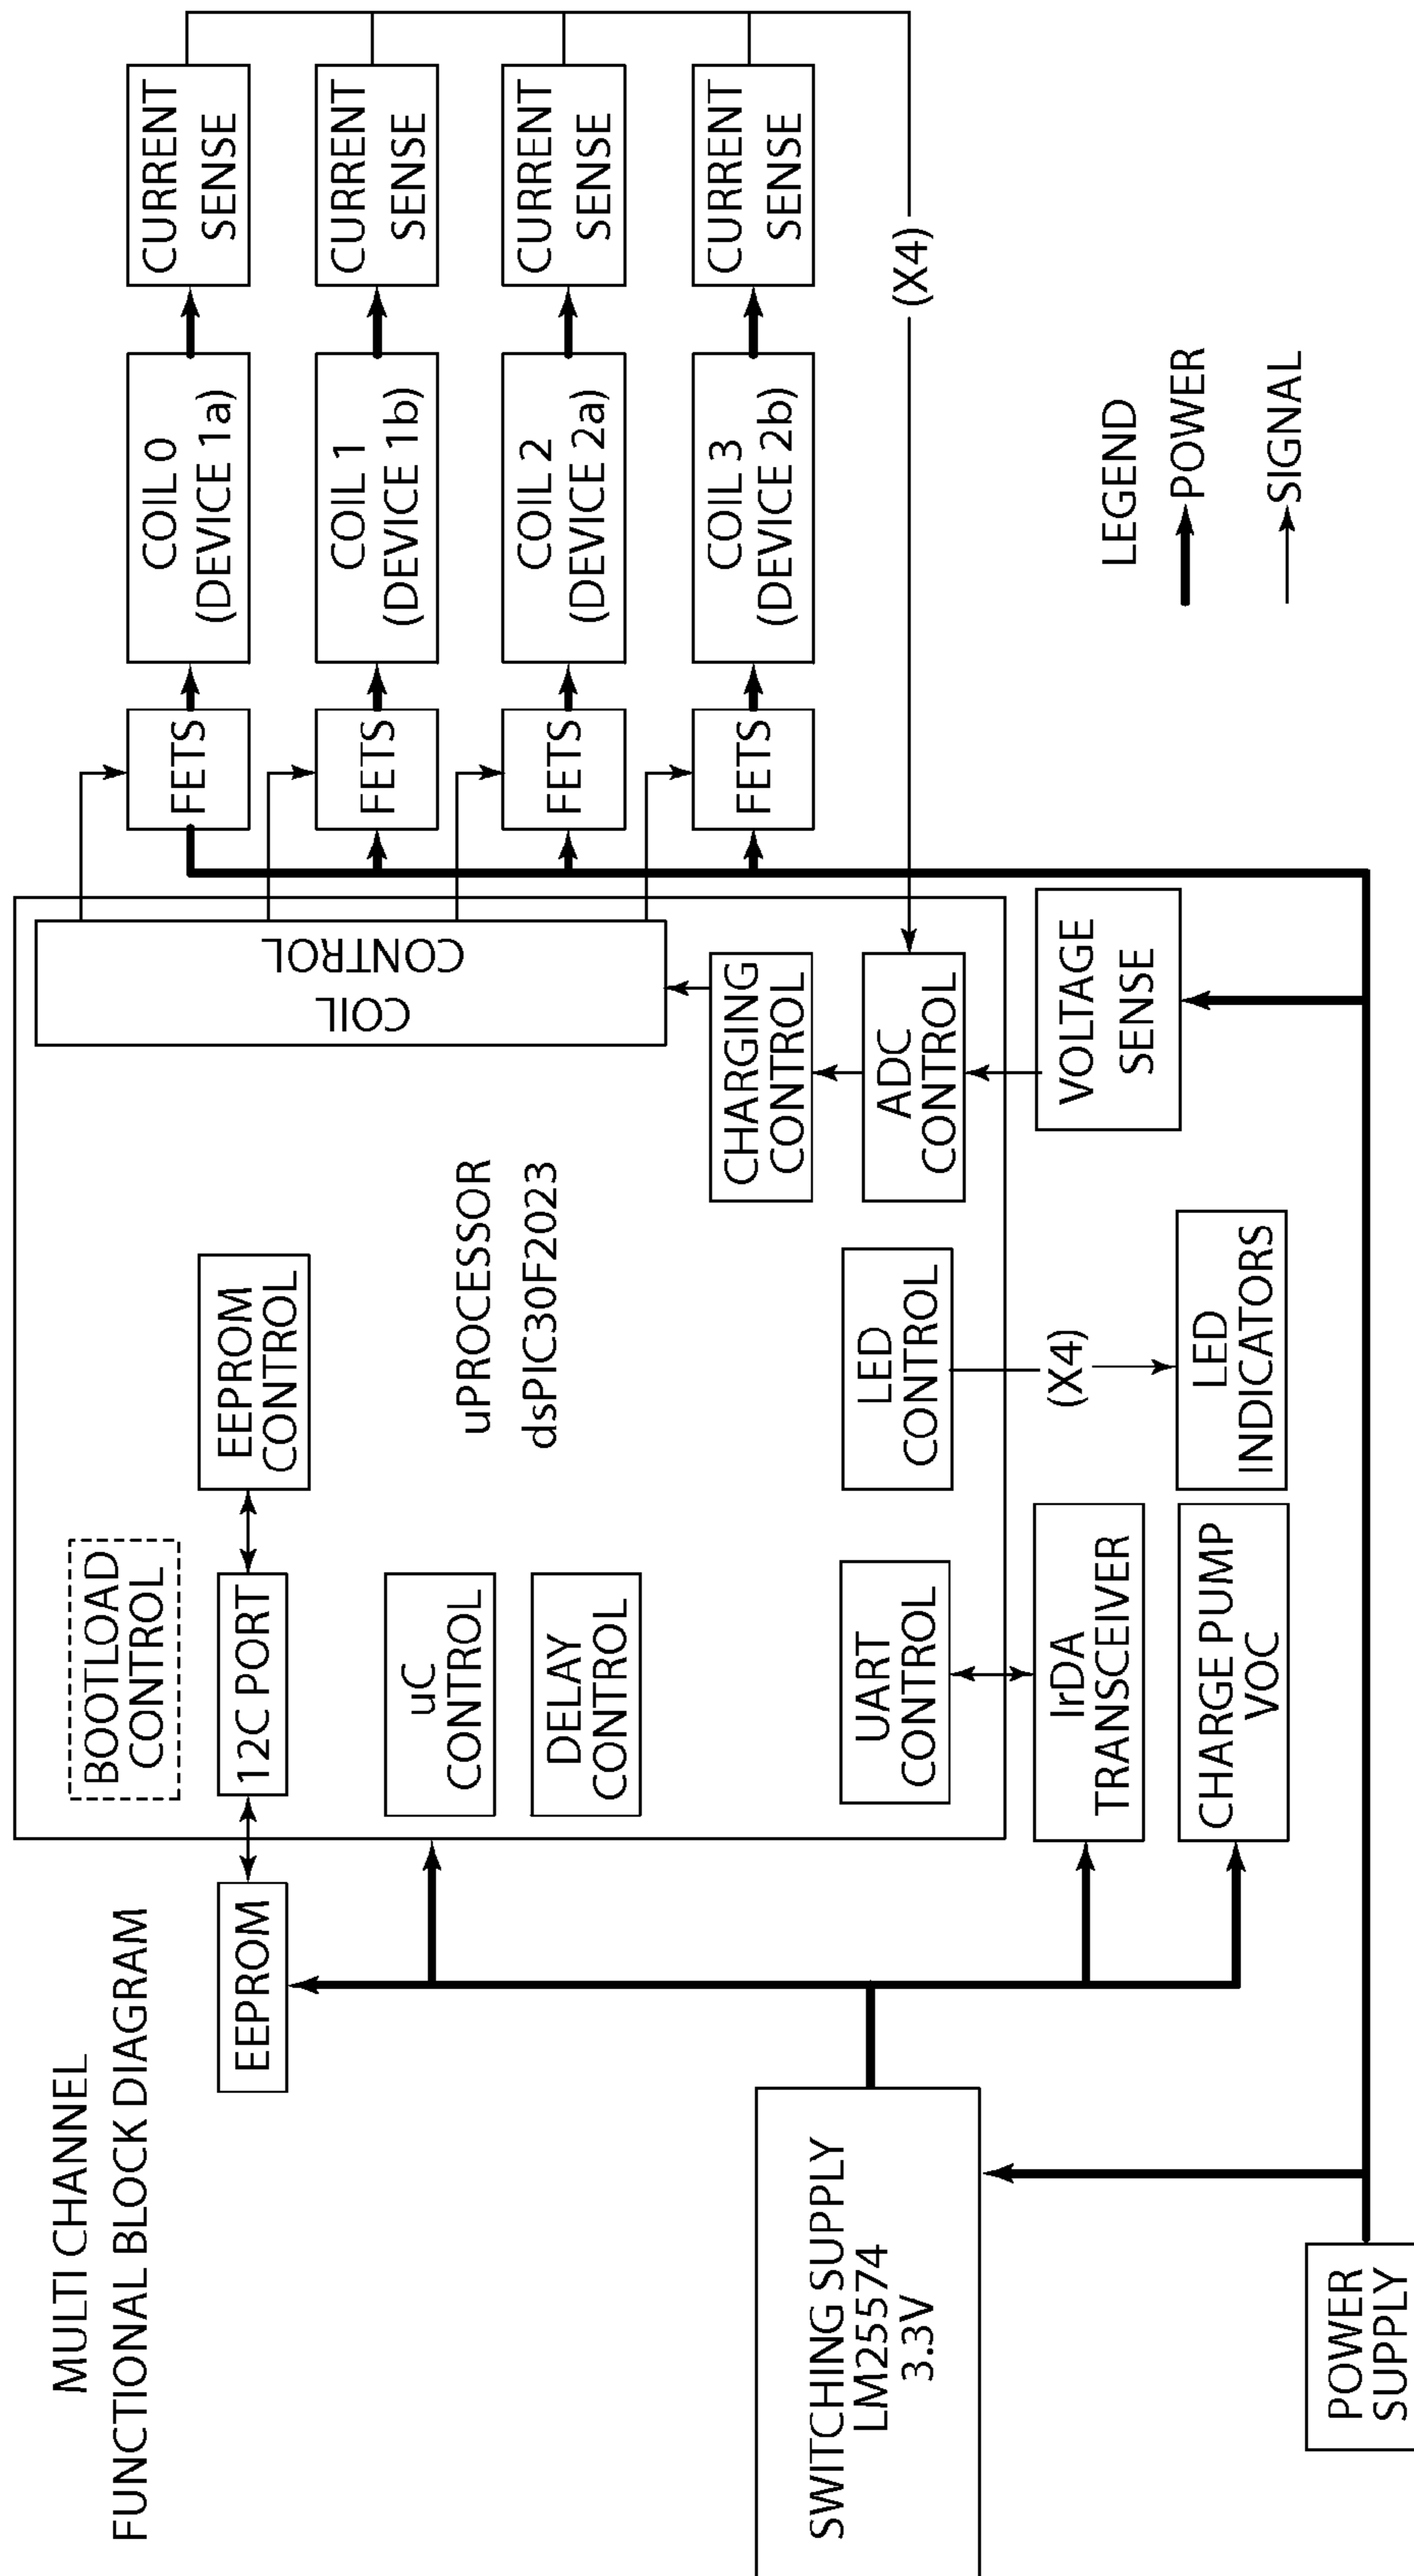 MULTI CHANNEL
FUNCTIONAL BLOCK DIAGRAM
EEPROM
BOOTLOAD
CONTROL
12C PORT
EEPROM
CONTROL
uC
CONTROL
DELAY
CONTROL
uPROCESSOR
dsPIC30F2023
COIL
CONTROL
CHARGING
CONTROL
ADC
CONTROL
LED
CONTROL
UART
CONTROL
FETS
COIL 0
(DEVICE 1a)
CURRENT
SENSE
FETS
COIL 1
(DEVICE 1b)
CURRENT
SENSE
FETS
COIL 2
(DEVICE 2a)
CURRENT
SENSE
FETS
COIL 3
(DEVICE 2b)
CURRENT
SENSE
(X4)
SWITCHING SUPPLY
LM25574
3.3V
IrDA
TRANSCEIVER
CHARGE PUMP
VOC
(X4)
LED
INDICATORS
VOLTAGE
SENSE
POWER
SUPPLY
LEGEND
POWER
SIGNAL